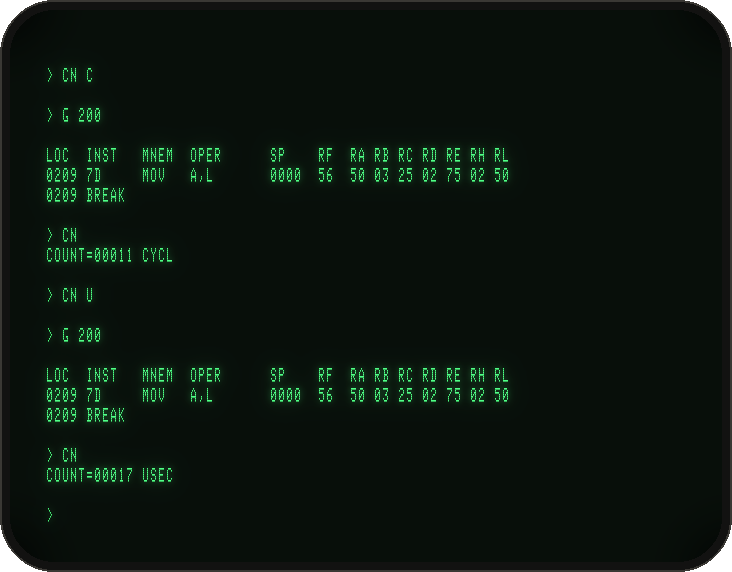 > CN C
> G 200
LOC  INST   MNEM  OPER      SP    RF  RA RB RC RD RE RH RL
0209 7D     MOV   A,L       0000  56  50 03 25 02 75 02 50
0209 BREAK
> CN
COUNT=00011 CYCL
> CN U
> G 200
LOC  INST   MNEM  OPER      SP    RF  RA RB RC RD RE RH RL
0209 7D     MOV   A,L       0000  56  50 03 25 02 75 02 50
0209 BREAK
> CN
COUNT=00017 USEC
>